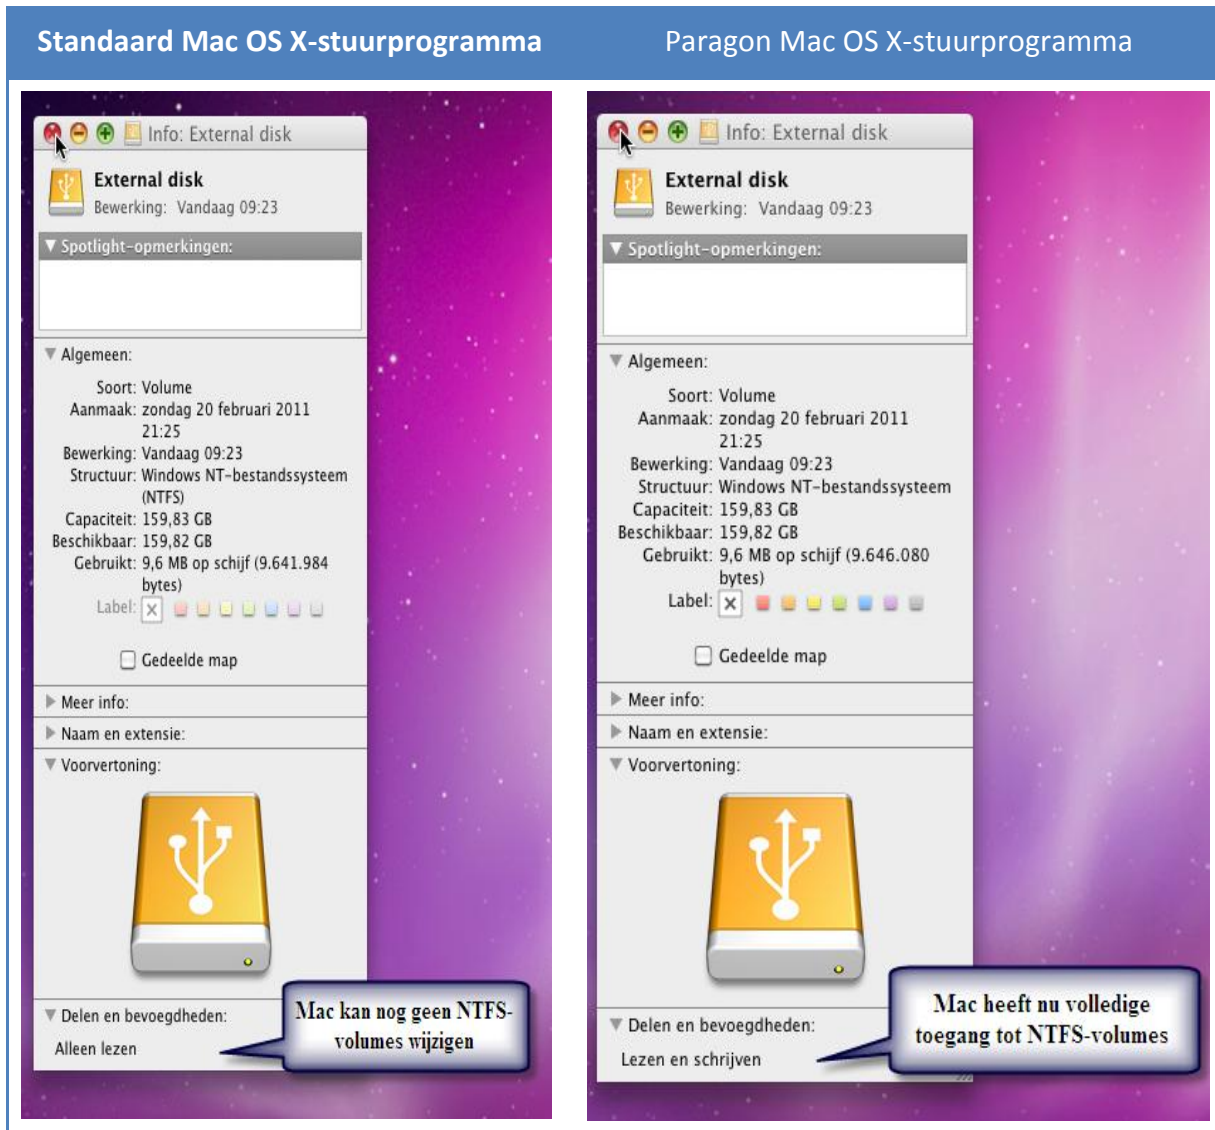 Standaard Mac OS X-stuurprogramma
Paragon Mac OS X-stuurprogramma
Info: External disk
External disk
Bewerking: Vandaag 09:23
Spotlight-opmerkingen:
Algemeen:
Soort: Volume
Aanmaak: zondag 20 februari 2011
21:25
Bewerking: Vandaag 09:23
Structuur: Windows NT-bestandssysteem
(NTFS)
Capaciteit: 159,83 GB
Beschikbaar: 159,82 GB
Gebruikt: 9,6 MB op schijf (9.641.984
bytes)
Label:
Gedeelde map
Meer info:
Naam en extensie:
Voorvertoning:
Delen en bevoegdheden:
Alleen lezen
Mac kan nog geen NTFS-
volumes wijzigen
Info: External disk
External disk
Bewerking: Vandaag 09:23
Spotlight-opmerkingen:
Algemeen:
Soort: Volume
Aanmaak: zondag 20 februari 2011
21:25
Bewerking: Vandaag 09:23
Structuur: Windows NT-bestandssysteem
Capaciteit: 159,83 GB
Beschikbaar: 159,82 GB
Gebruikt: 9,6 MB op schijf (9.646.080
bytes)
Label:
Gedeelde map
Meer info:
Naam en extensie:
Voorvertoning:
Delen en bevoegdheden:
Lezen en schrijven
Mac heeft nu volledige
toegang tot NTFS-volumes